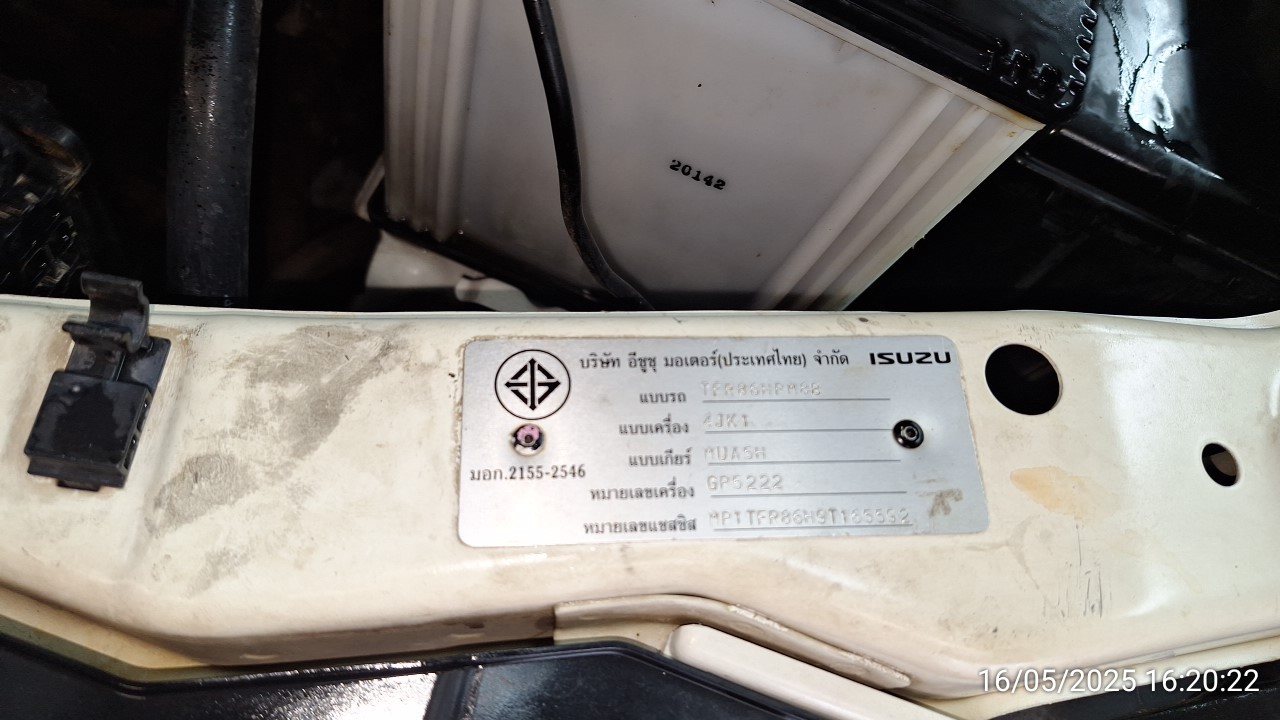 20142
บริษัท อีซูซุ มอเตอร์(ประเทศไทย) จำกัด ISUZU
แบบรถ
แบบเครื่อง 4JK1
แบบเกียร์ MUA5H
มอก.2155-2546
หมายเลขเครื่อง GP5222
หมายเลขแชสซิส
16/05/2025 16:20:22